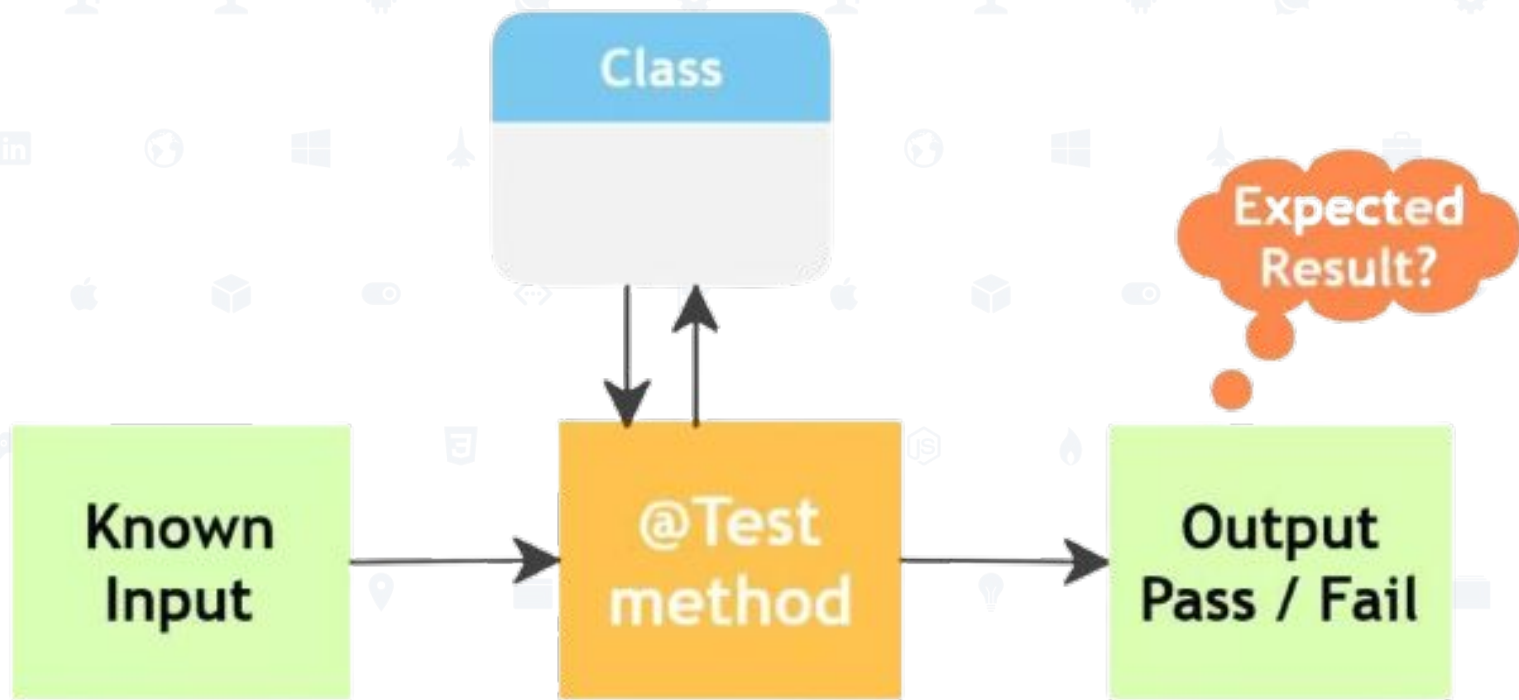 Class
Expected
Result?
Known
Input
@Test
method
Output
Pass / Fail